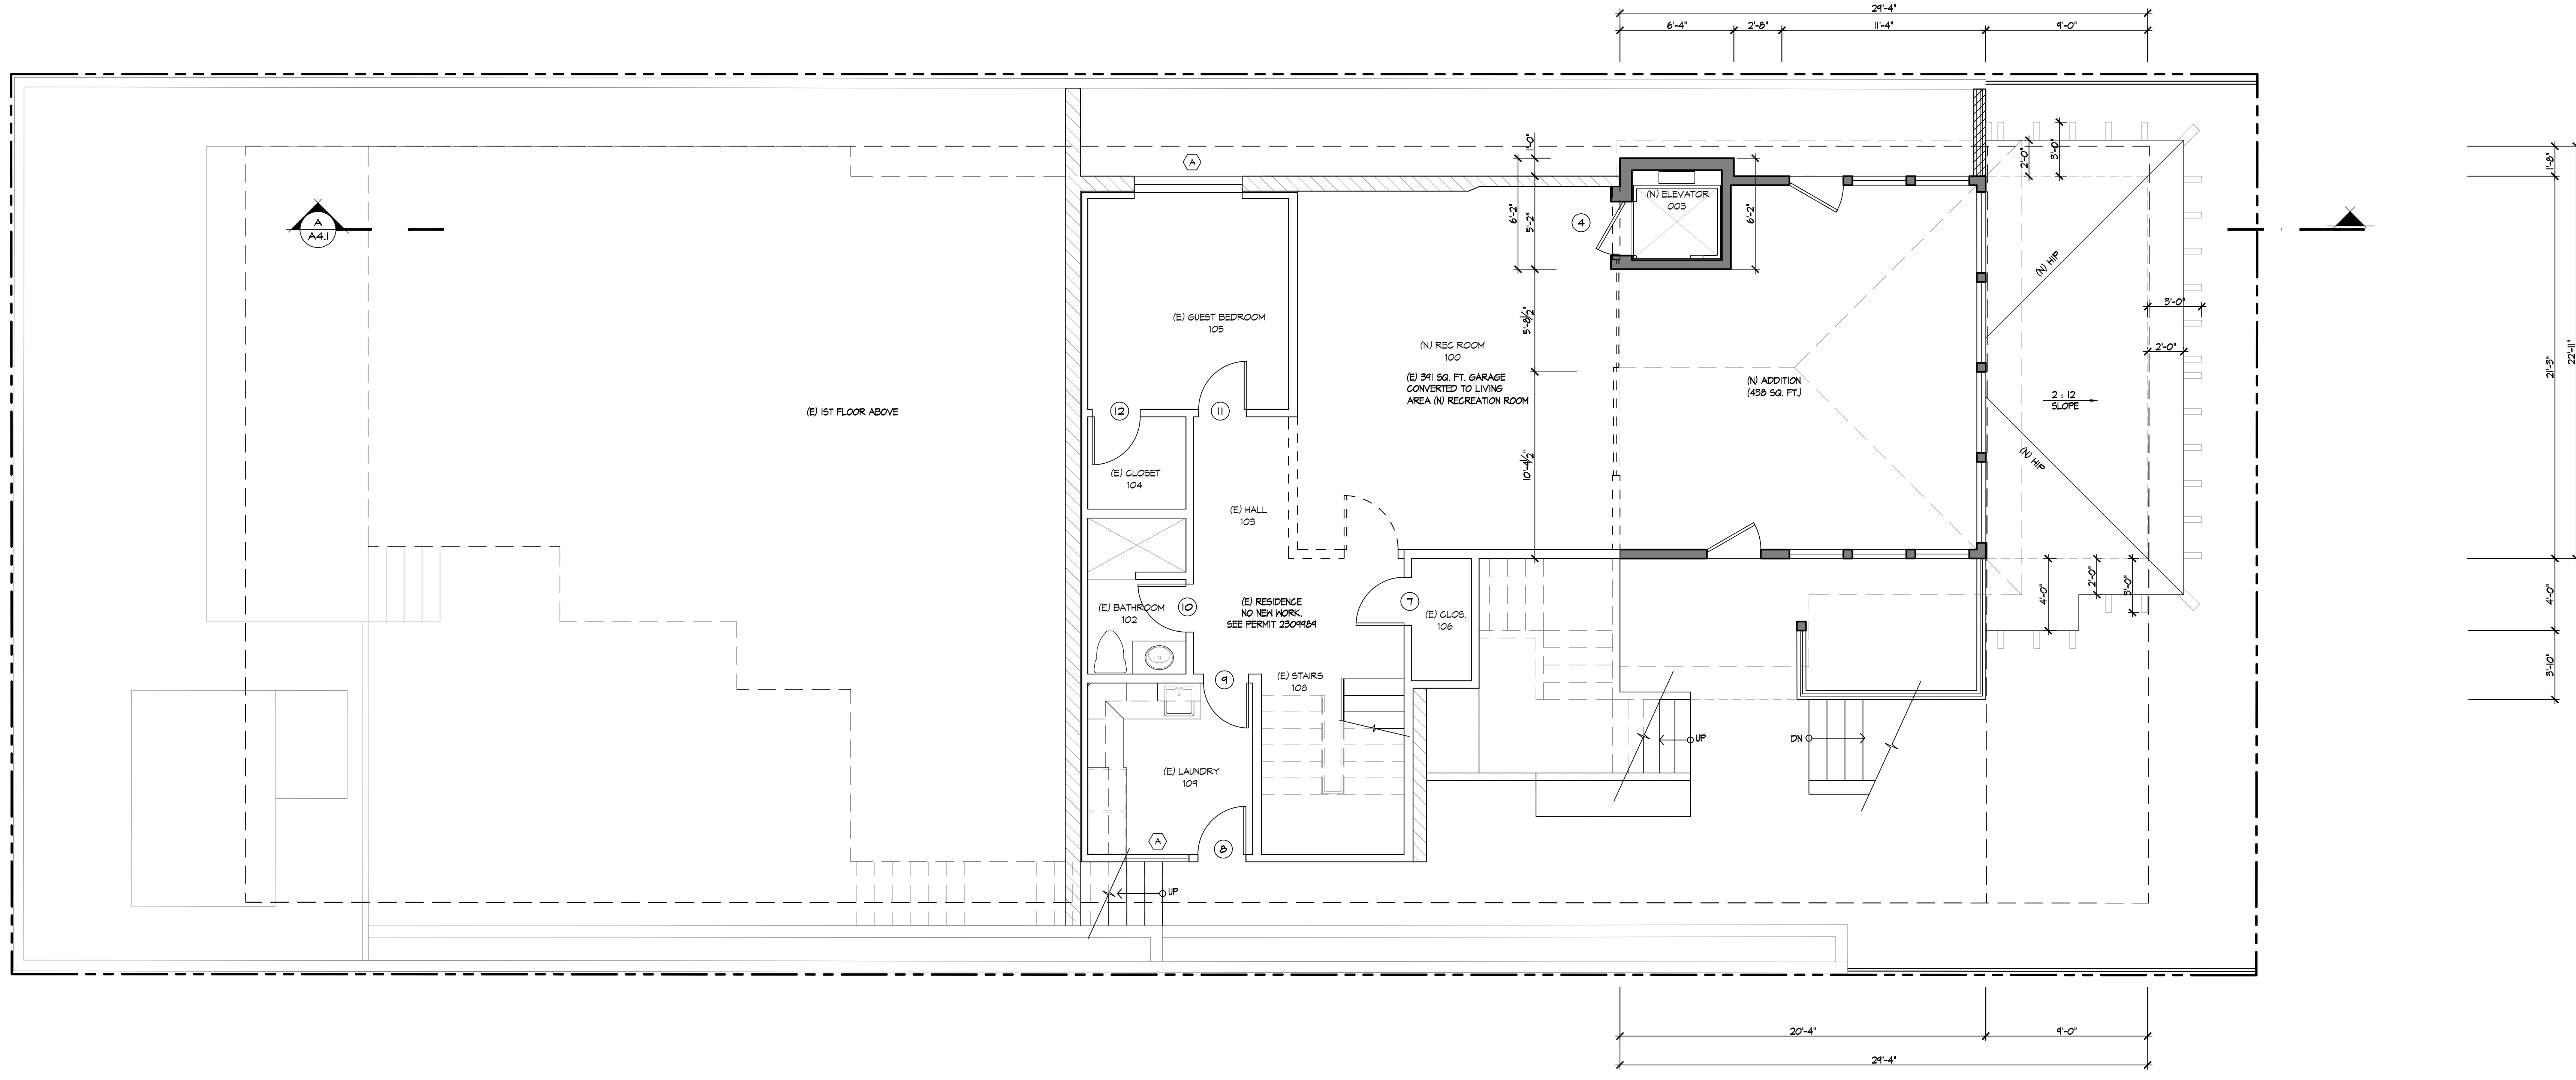 29'-4"
6'-4"
2'-8"
11'-4"
9'-0"
A
A
A4.1
1'-0"
6'-2"
5'-2"
4
(N) ELEVATOR
003
6'-2"
2'-0"
3'-0"
1'-8"
(N) HIP
3'-0"
2'-0"
2 : 12
SLOPE
(N) HIP
21'-3"
22'-11"
(E) GUEST BEDROOM
105
5'-8 1/2"
(N) REC ROOM
100
(E) 391 SQ. FT. GARAGE
CONVERTED TO LIVING
AREA (N) RECREATION ROOM
(N) ADDITION
(438 SQ. FT.)
(E) 1ST FLOOR ABOVE
12
11
(E) CLOSET
104
10'-4 1/2"
(E) HALL
103
(E) BATHROOM
102
10
(E) RESIDENCE
NO NEW WORK.
SEE PERMIT 2309989
7
(E) CLOS.
106
4'-0"
2'-0"
3'-0"
4'-0"
3'-10"
9
(E) STAIRS
108
UP
DN
(E) LAUNDRY
109
A
8
UP
20'-4"
9'-0"
29'-4"